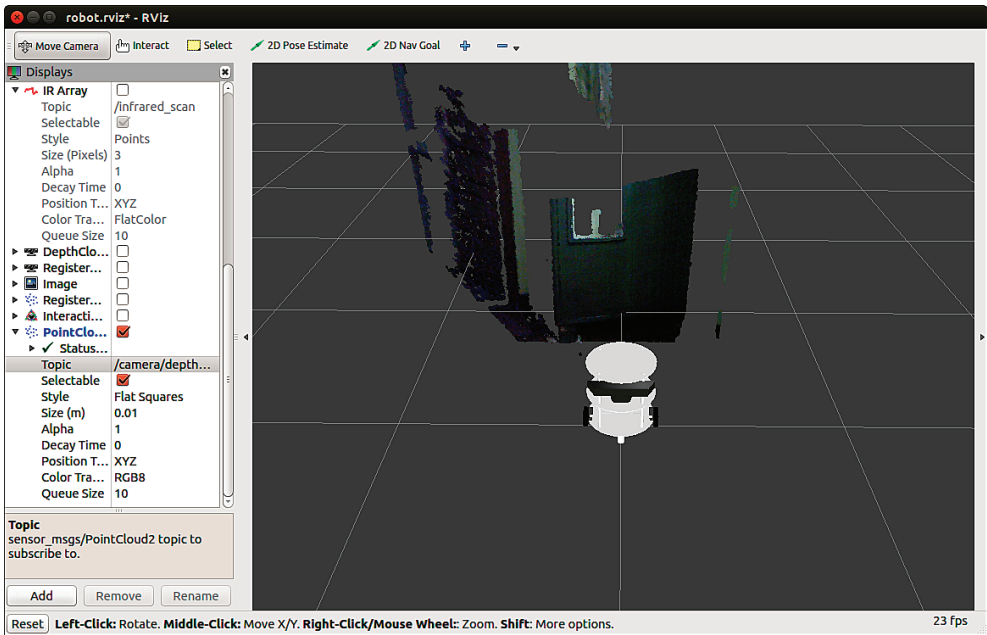 robot.rviz* - RViz
Move Camera Interact Select 2D Pose Estimate 2D Nav Goal
Displays
IR Array
Topic /infrared_scan
Selectable
Style Points
Size (Pixels) 3
Alpha 1
Decay Time 0
Position T... XYZ
Color Tra... FlatColor
Queue Size 10
DepthClo...
Register...
Image
Register...
Interacti...
PointClo...
Status...
Topic /camera/depth...
Selectable
Style Flat Squares
Size (m) 0.01
Alpha 1
Decay Time 0
Position T... XYZ
Color Tra... RGB8
Queue Size 10
Topic
sensor_msgs/PointCloud2 topic to
subscribe to.
Add Remove Rename
Reset Left-Click: Rotate. Middle-Click: Move X/Y. Right-Click/Mouse Wheel:: Zoom. Shift: More options. 23 fps